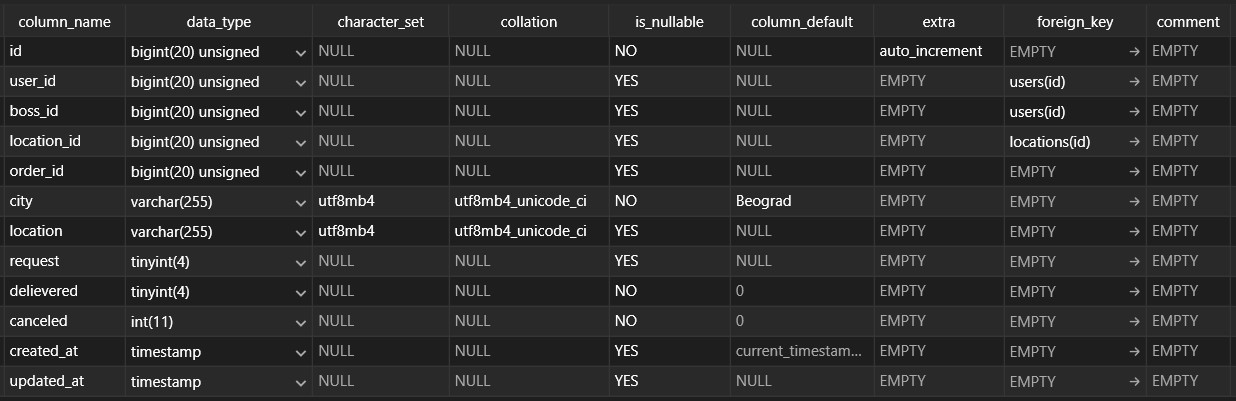 column_name data_type character_set collation is_nullable column_default extra foreign_key comment
id bigint(20) unsigned NULL NULL NO NULL auto_increment EMPTY EMPTY
user_id bigint(20) unsigned NULL NULL YES NULL EMPTY users(id) EMPTY
boss_id bigint(20) unsigned NULL NULL YES NULL EMPTY users(id) EMPTY
location_id bigint(20) unsigned NULL NULL YES NULL EMPTY locations(id) EMPTY
order_id bigint(20) unsigned NULL NULL YES NULL EMPTY EMPTY EMPTY
city varchar(255) utf8mb4 utf8mb4_unicode_ci NO Beograd EMPTY EMPTY EMPTY
location varchar(255) utf8mb4 utf8mb4_unicode_ci YES NULL EMPTY EMPTY EMPTY
request tinyint(4) NULL NULL YES NULL EMPTY EMPTY EMPTY
delievered tinyint(4) NULL NULL NO 0 EMPTY EMPTY EMPTY
canceled int(11) NULL NULL NO 0 EMPTY EMPTY EMPTY
created_at timestamp NULL NULL YES current_timestam... EMPTY EMPTY EMPTY
updated_at timestamp NULL NULL YES NULL EMPTY EMPTY EMPTY